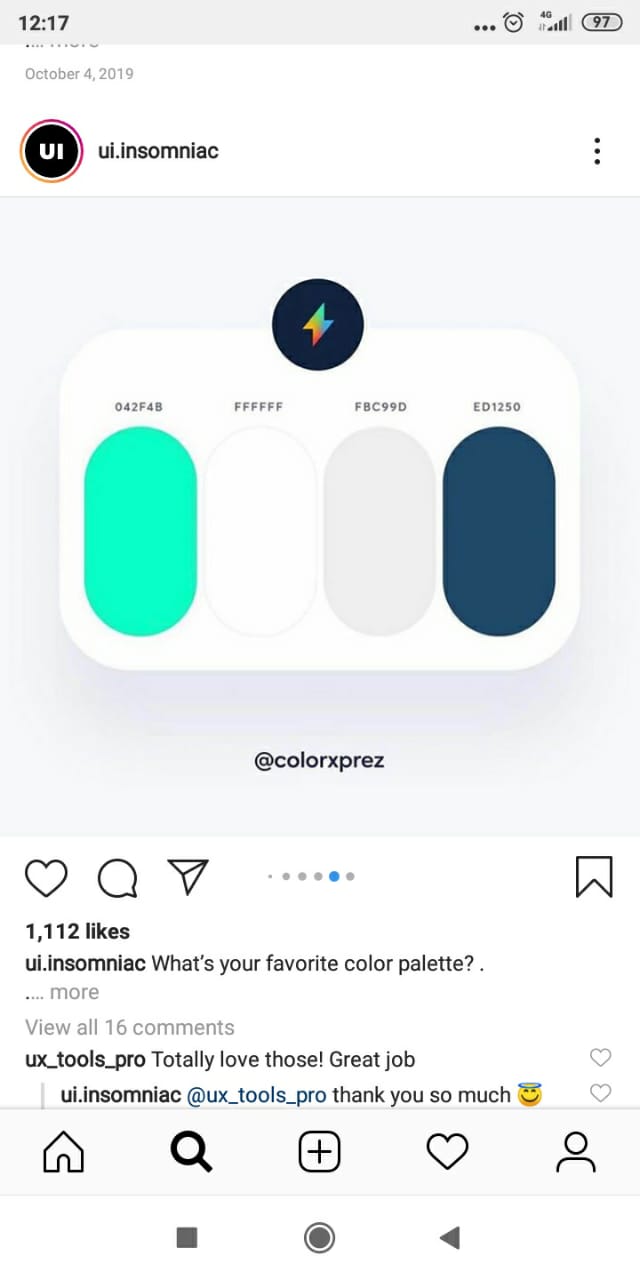 12:17
4G
97
October 4, 2019
UI
ui.insomniac
042F4B FFFFFF FBC99D ED1250
@colorxprez
1,112 likes
ui.insomniac What's your favorite color palette? .
.... more
View all 16 comments
ux_tools_pro Totally love those! Great job
ui.insomniac @ux_tools_pro thank you so much 😇